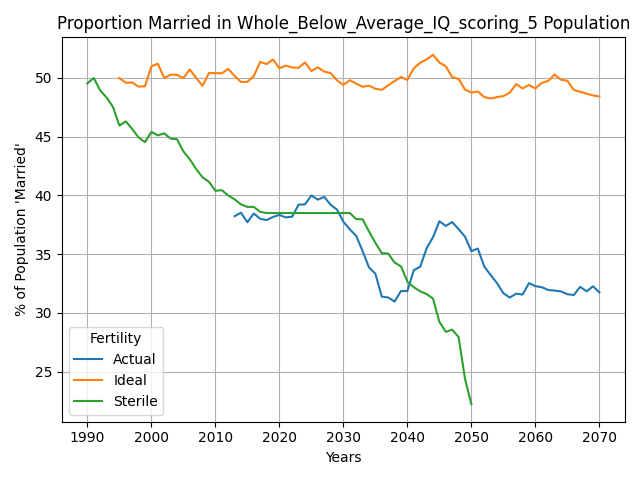 Proportion Married in Whole_Below_Average_IQ_scoring_5 Population
% of Population 'Married'
50
45
40
35
30
25
Fertility
Actual
Ideal
Sterile
1990 2000 2010 2020 2030 2040 2050 2060 2070
Years